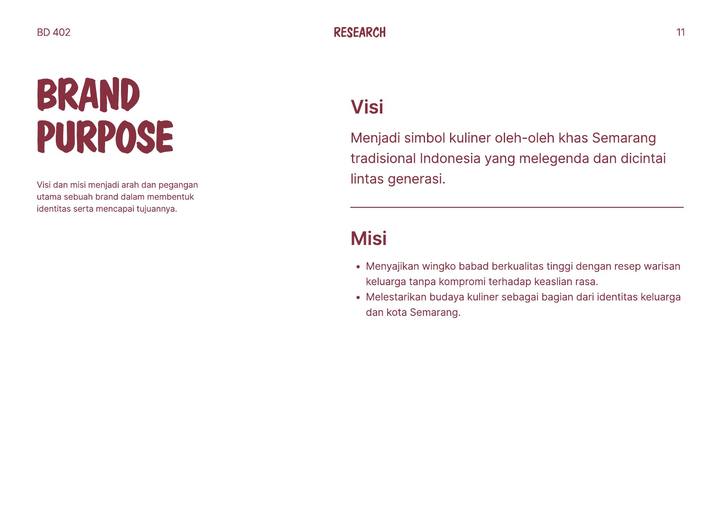 BD 402
RESEARCH
11
BRAND
PURPOSE
Visi dan misi menjadi arah dan pegangan
utama sebuah brand dalam membentuk
identitas serta mencapai tujuannya.
Visi
Menjadi simbol kuliner oleh-oleh khas Semarang
tradisional Indonesia yang melegenda dan dicintai
lintas generasi.
Misi
• Menyajikan wingko babad berkualitas tinggi dengan resep warisan
keluarga tanpa kompromi terhadap keaslian rasa.
• Melestarikan budaya kuliner sebagai bagian dari identitas keluarga
dan kota Semarang.